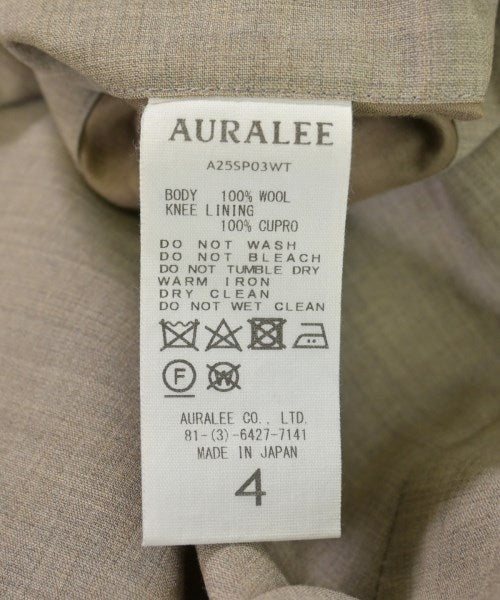 AURALEE
A25SP03WT
BODY 100% WOOL
KNEE LINING
100% CUPRO
DO NOT WASH
DO NOT BLEACH
DO NOT TUMBLE DRY
WARM IRON
DRY CLEAN
DO NOT WET CLEAN
F W
AURALEE CO., LTD.
81-(3)-6427-7141
MADE IN JAPAN
4